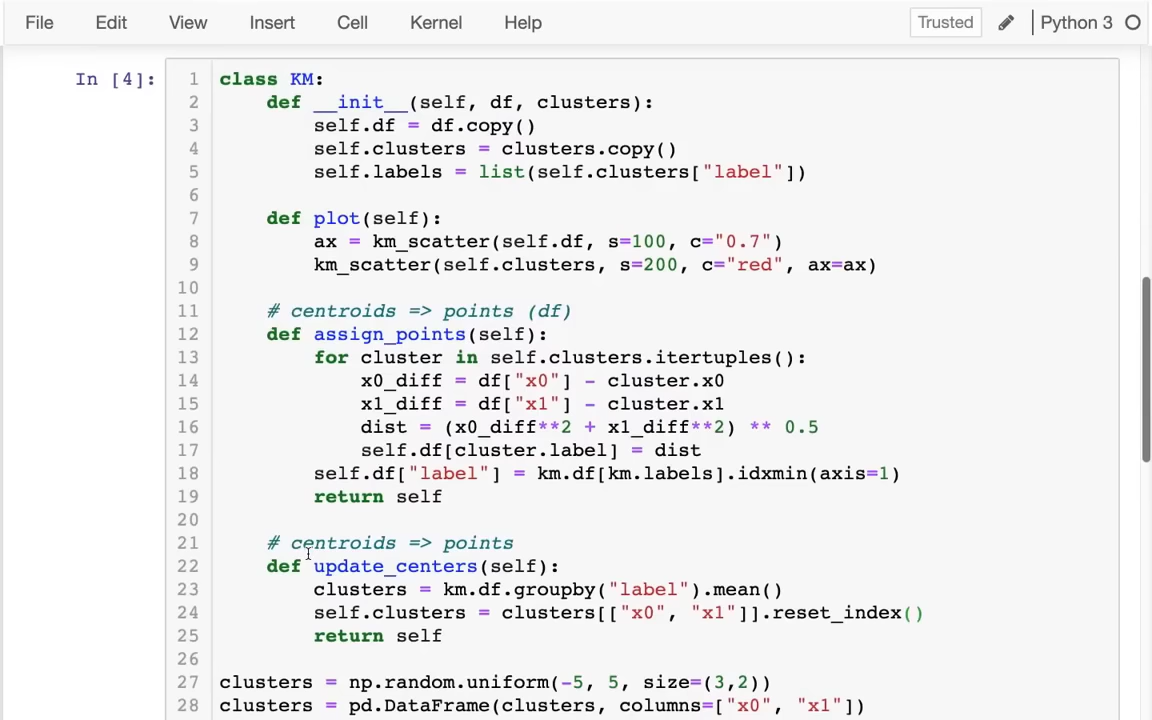 File Edit View Insert Cell Kernel Help Trusted Python 3
In [4]:
1 class KM:
2     def __init__(self, df, clusters):
3         self.df = df.copy()
4         self.clusters = clusters.copy()
5         self.labels = list(self.clusters["label"])
6
7     def plot(self):
8         ax = km_scatter(self.df, s=100, c="0.7")
9         km_scatter(self.clusters, s=200, c="red", ax=ax)
10
11     # centroids => points (df)
12     def assign_points(self):
13         for cluster in self.clusters.itertuples():
14             x0_diff = df["x0"] - cluster.x0
15             x1_diff = df["x1"] - cluster.x1
16             dist = (x0_diff**2 + x1_diff**2) ** 0.5
17             self.df[cluster.label] = dist
18         self.df["label"] = km.df[km.labels].idxmin(axis=1)
19         return self
20
21     # centroids => points
22     def update_centers(self):
23         clusters = km.df.groupby("label").mean()
24         self.clusters = clusters[["x0", "x1"]].reset_index()
25         return self
26
27 clusters = np.random.uniform(-5, 5, size=(3,2))
28 clusters = pd.DataFrame(clusters, columns=["x0", "x1"])